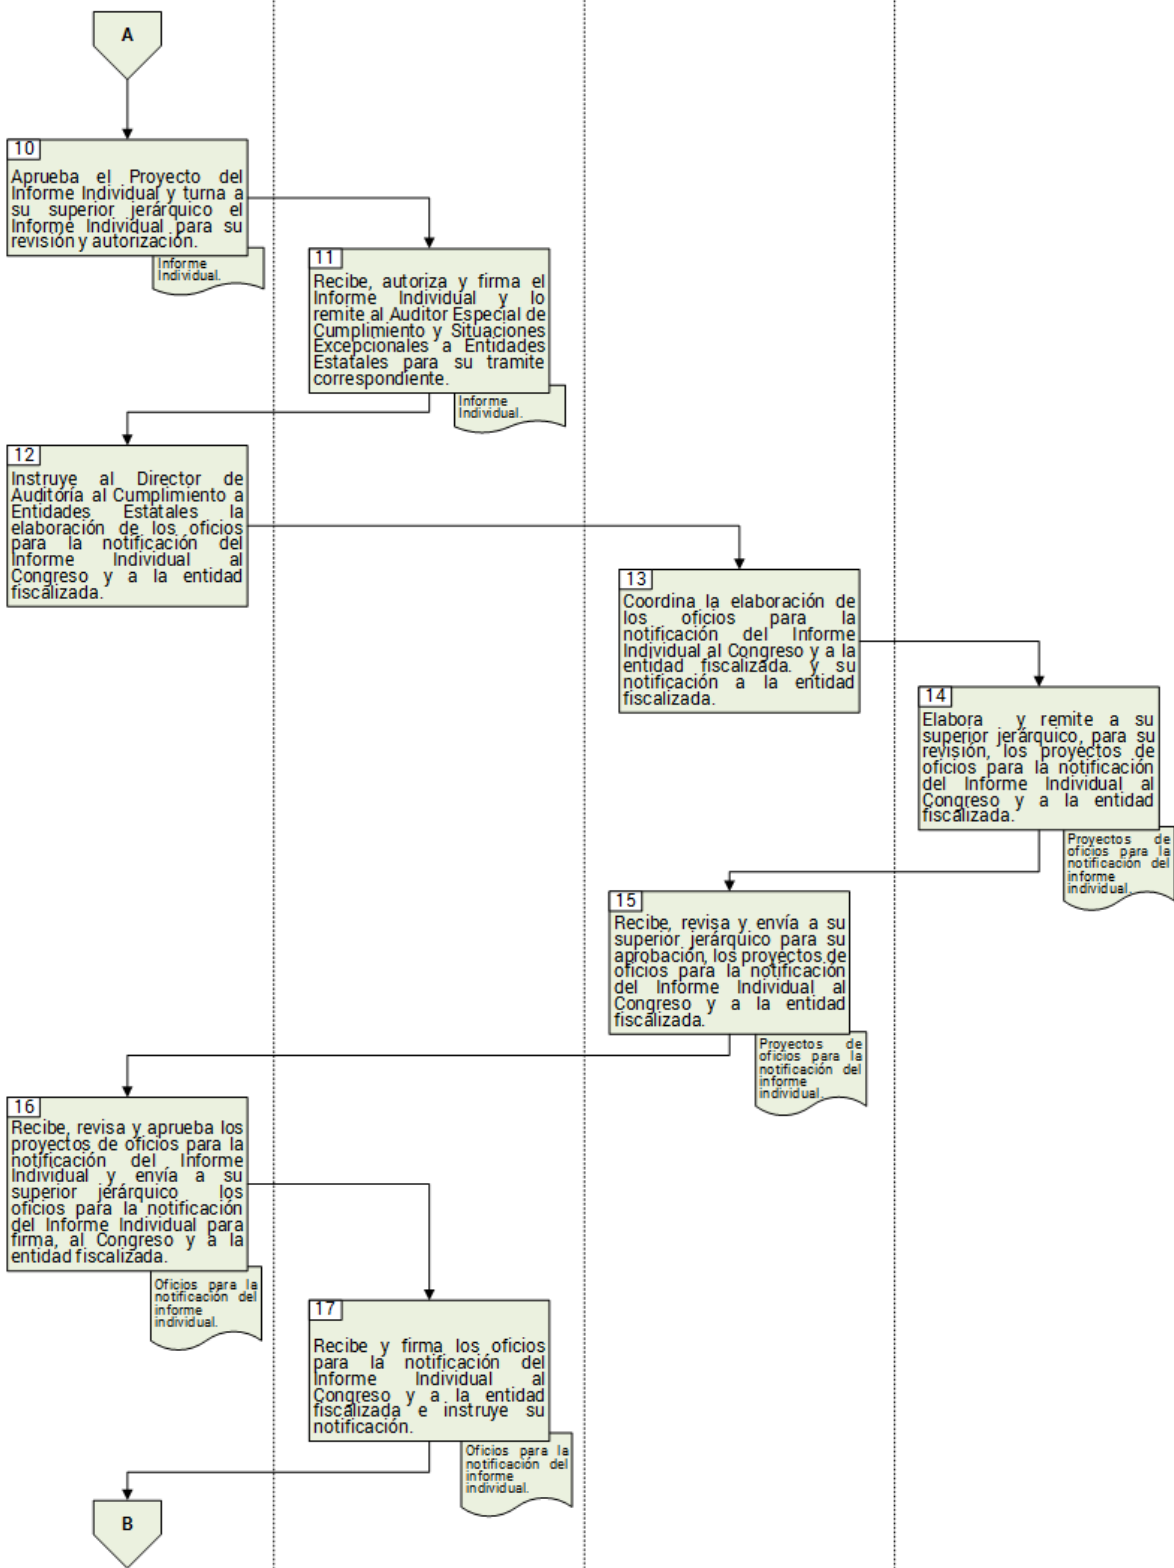 A
10
Aprueba el Proyecto del
Informe Individual y turna a
su superior jerárquico el
Informe Individual para su
revisión y autorización.
Informe
Individual.
11
Recibe, autoriza y firma el
Informe Individual y lo
remite al Auditor Especial de
Cumplimiento y Situaciones
Excepcionales a Entidades
Estatales para su tramite
correspondiente.
Informe
Individual.
12
Instruye al Director de
Auditoría al Cumplimiento a
Entidades Estatales la
elaboración de los oficios
para la notificación del
Informe Individual al
Congreso y a la entidad
fiscalizada.
13
Coordina la elaboración de
los oficios para la
notificación del Informe
Individual al Congreso y a la
entidad fiscalizada. y su
notificación a la entidad
fiscalizada.
14
Elabora y remite a su
superior jerárquico, para su
revisión, los proyectos de
oficios para la notificación
del Informe Individual al
Congreso y a la entidad
fiscalizada.
Proyectos de
oficios para la
notificación del
informe
individual.
15
Recibe, revisa y envía a su
superior jerárquico para su
aprobación, los proyectos de
oficios para la notificación
del Informe Individual al
Congreso y a la entidad
fiscalizada.
Proyectos de
oficios para la
notificación del
informe
individual.
16
Recibe, revisa y aprueba los
proyectos de oficios para la
notificación del Informe
Individual y envía a su
superior jerárquico los
oficios para la notificación
del Informe Individual para
firma, al Congreso y a la
entidad fiscalizada.
Oficios para la
notificación del
informe
individual.
17
Recibe y firma los oficios
para la notificación del
Informe Individual al
Congreso y a la entidad
fiscalizada e instruye su
notificación.
Oficios para la
notificación del
informe
individual.
B